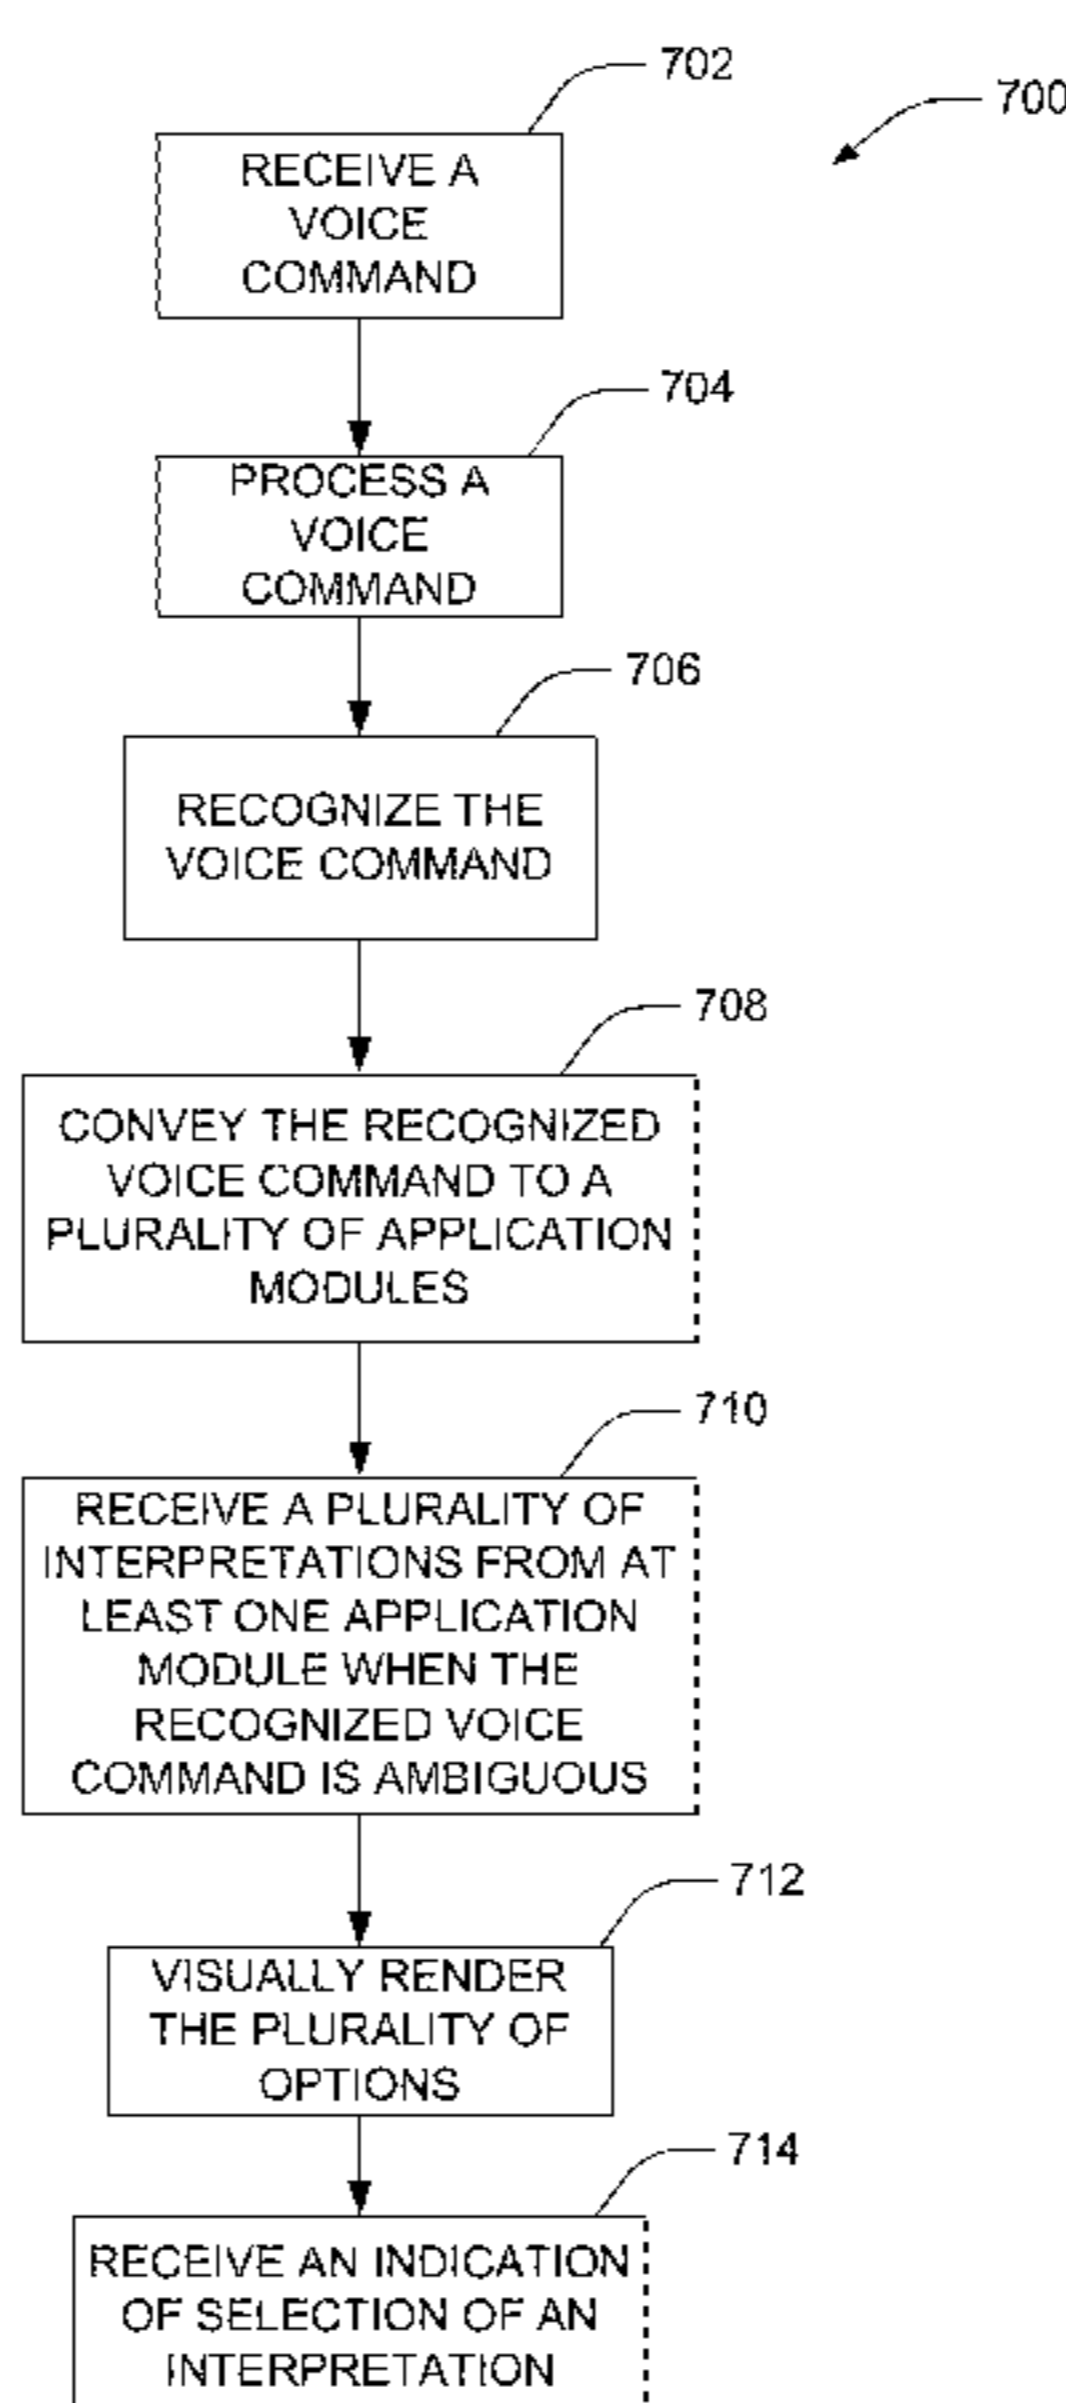 702
700
RECEIVE A
VOICE
COMMAND
704
PROCESS A
VOICE
COMMAND
706
RECOGNIZE THE
VOICE COMMAND
708
CONVEY THE RECOGNIZED
VOICE COMMAND TO A
PLURALITY OF APPLICATION
MODULES
710
RECEIVE A PLURALITY OF
INTERPRETATIONS FROM AT
LEAST ONE APPLICATION
MODULE WHEN THE
RECOGNIZED VOICE
COMMAND IS AMBIGUOUS
712
VISUALLY RENDER
THE PLURALITY OF
OPTIONS
714
RECEIVE AN INDICATION
OF SELECTION OF AN
INTERPRETATION